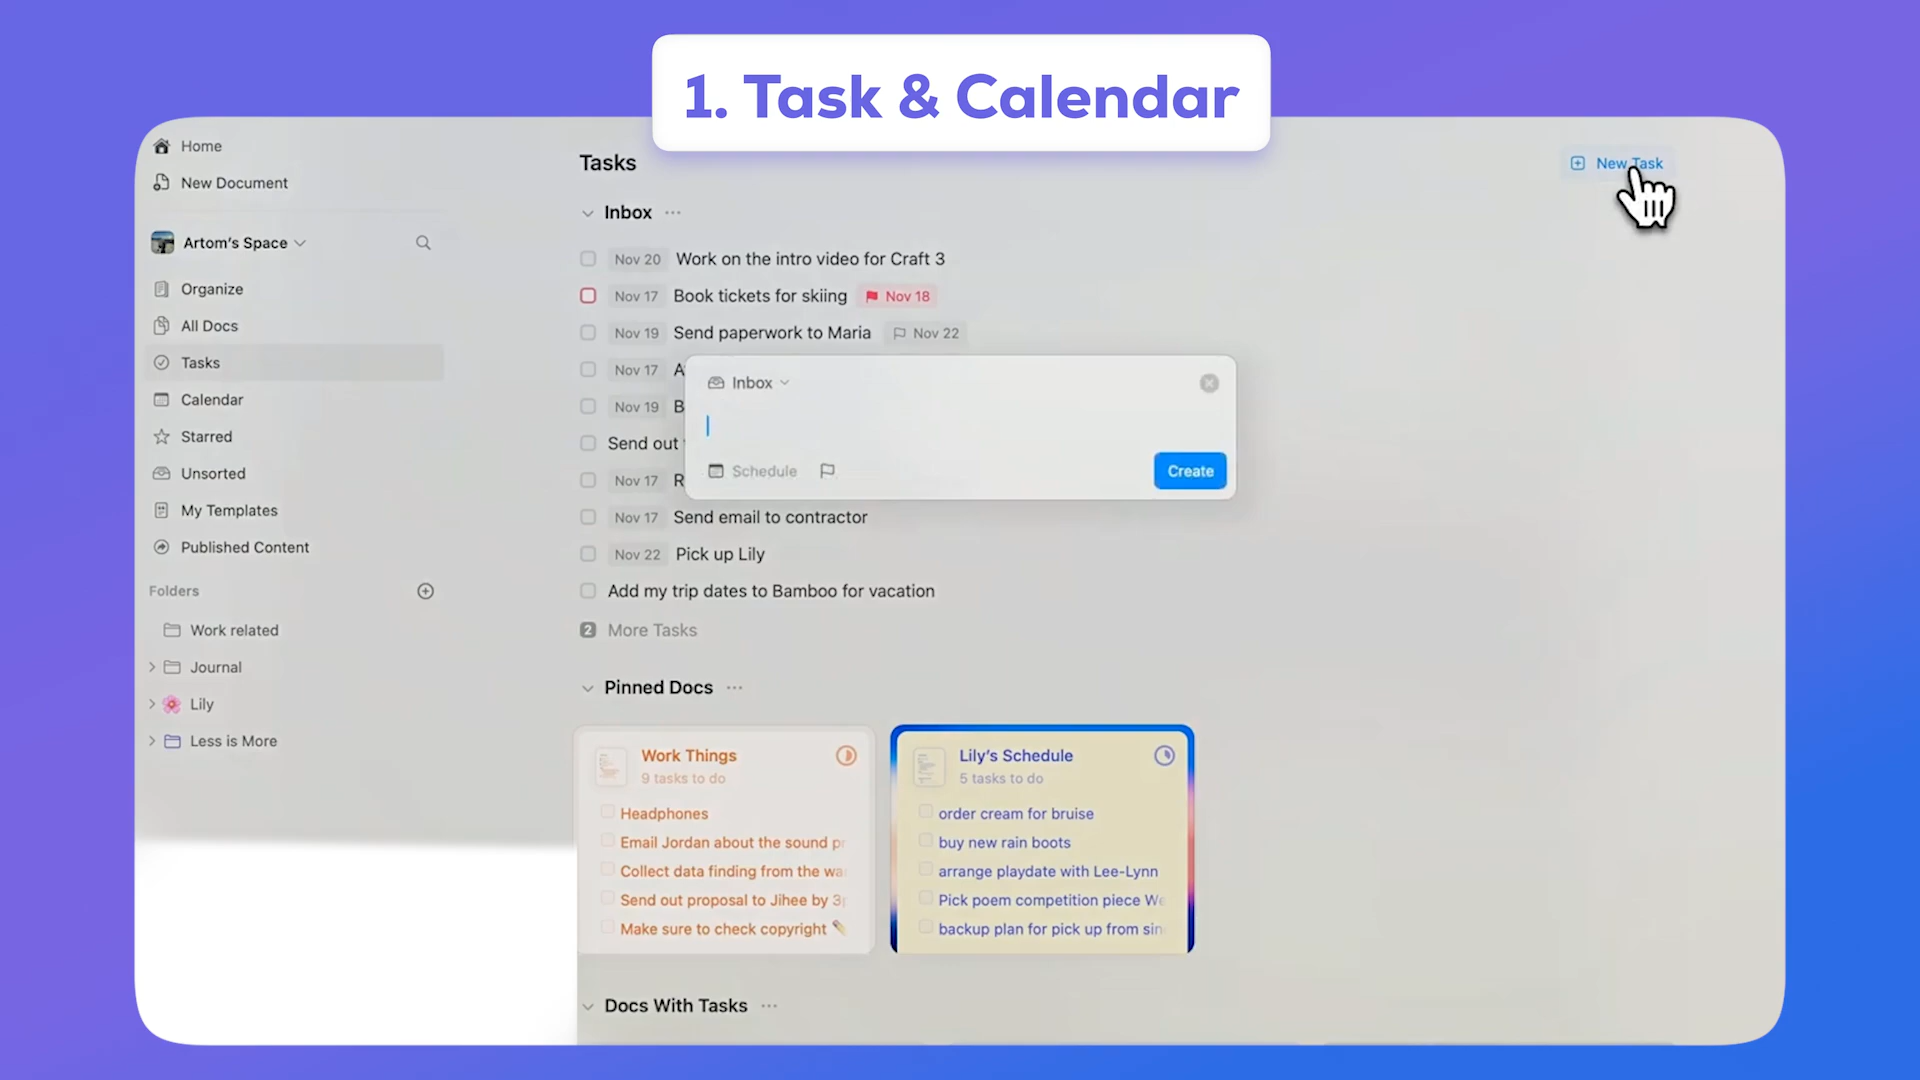 1. Task & Calendar
Home
New Document
Artom's Space
Organize
All Docs
Tasks
Calendar
Starred
Unsorted
My Templates
Published Content
Folders
Work related
Journal
Lily
Less is More
Tasks
New Task
Inbox
Nov 20 Work on the intro video for Craft 3
Nov 17 Book tickets for skiing Nov 18
Nov 19 Send paperwork to Maria Nov 22
Nov 17 A
Nov 19 B
Send out
Nov 17 R
Nov 17 Send email to contractor
Nov 22 Pick up Lily
Add my trip dates to Bamboo for vacation
2 More Tasks
Inbox
Schedule
Create
Pinned Docs
Work Things
9 tasks to do
Headphones
Email Jordan about the sound pr
Collect data finding from the wa
Send out proposal to Jihee by 3
Make sure to check copyright
Lily's Schedule
5 tasks to do
order cream for bruise
buy new rain boots
arrange playdate with Lee-Lynn
Pick poem competition piece We
backup plan for pick up from sin
Docs With Tasks